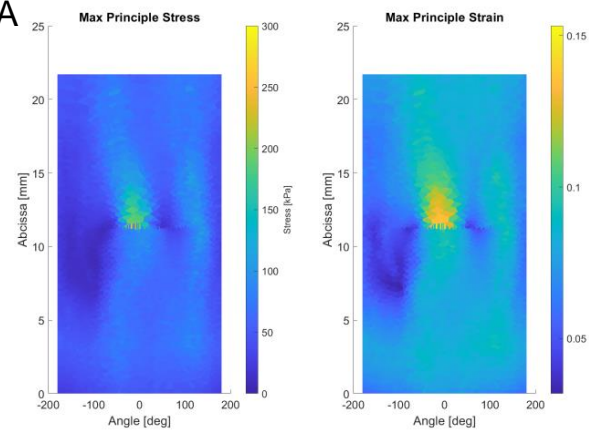 A
Max Principle Stress
Max Principle Strain
25
20
15
10
5
0
-200 -100 0 100 200
Abcissa [mm]
Angle [deg]
300
250
200
150
100
50
0
Stress [kPa]
25
20
15
10
5
0
-200 -100 0 100 200
Abcissa [mm]
Angle [deg]
0.15
0.1
0.05